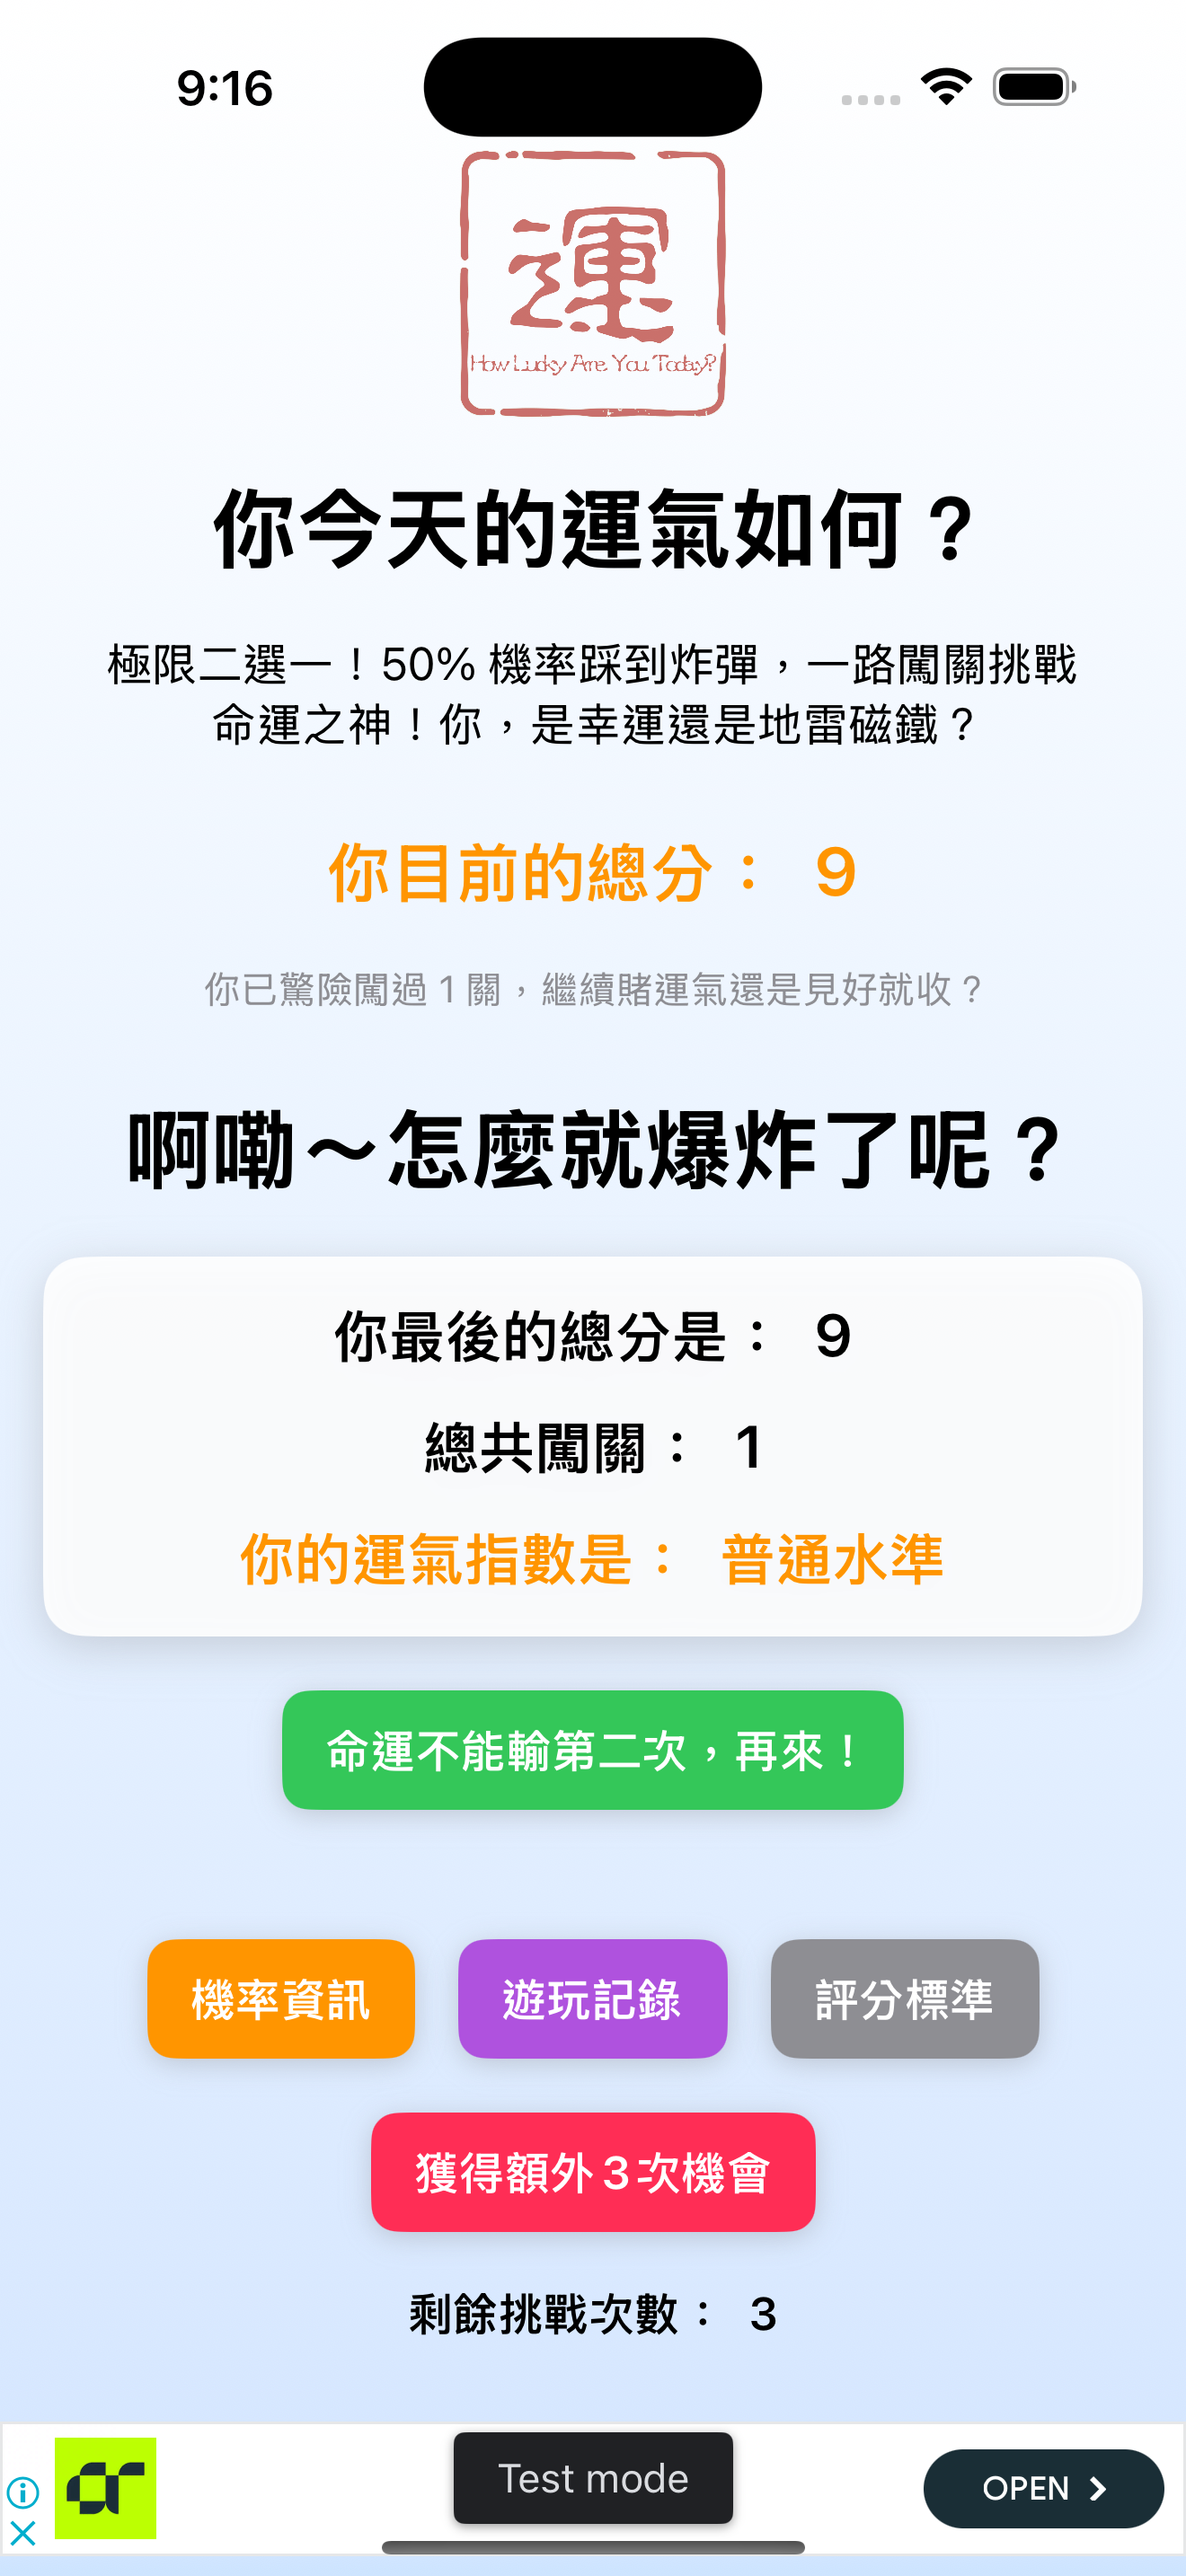 9:16
運
How Lucky Are You Today?
你今天的運氣如何？
極限二選一！50% 機率踩到炸彈，一路闖關挑戰
命運之神！你，是幸運還是地雷磁鐵？
你目前的總分： 9
你已驚險闖過 1 關，繼續賭運氣還是見好就收？
啊嘞～怎麼就爆炸了呢？
你最後的總分是： 9
總共闖關： 1
你的運氣指數是： 普通水準
命運不能輸第二次，再來！
機率資訊
遊玩記錄
評分標準
獲得額外3次機會
剩餘挑戰次數： 3
Test mode
OPEN